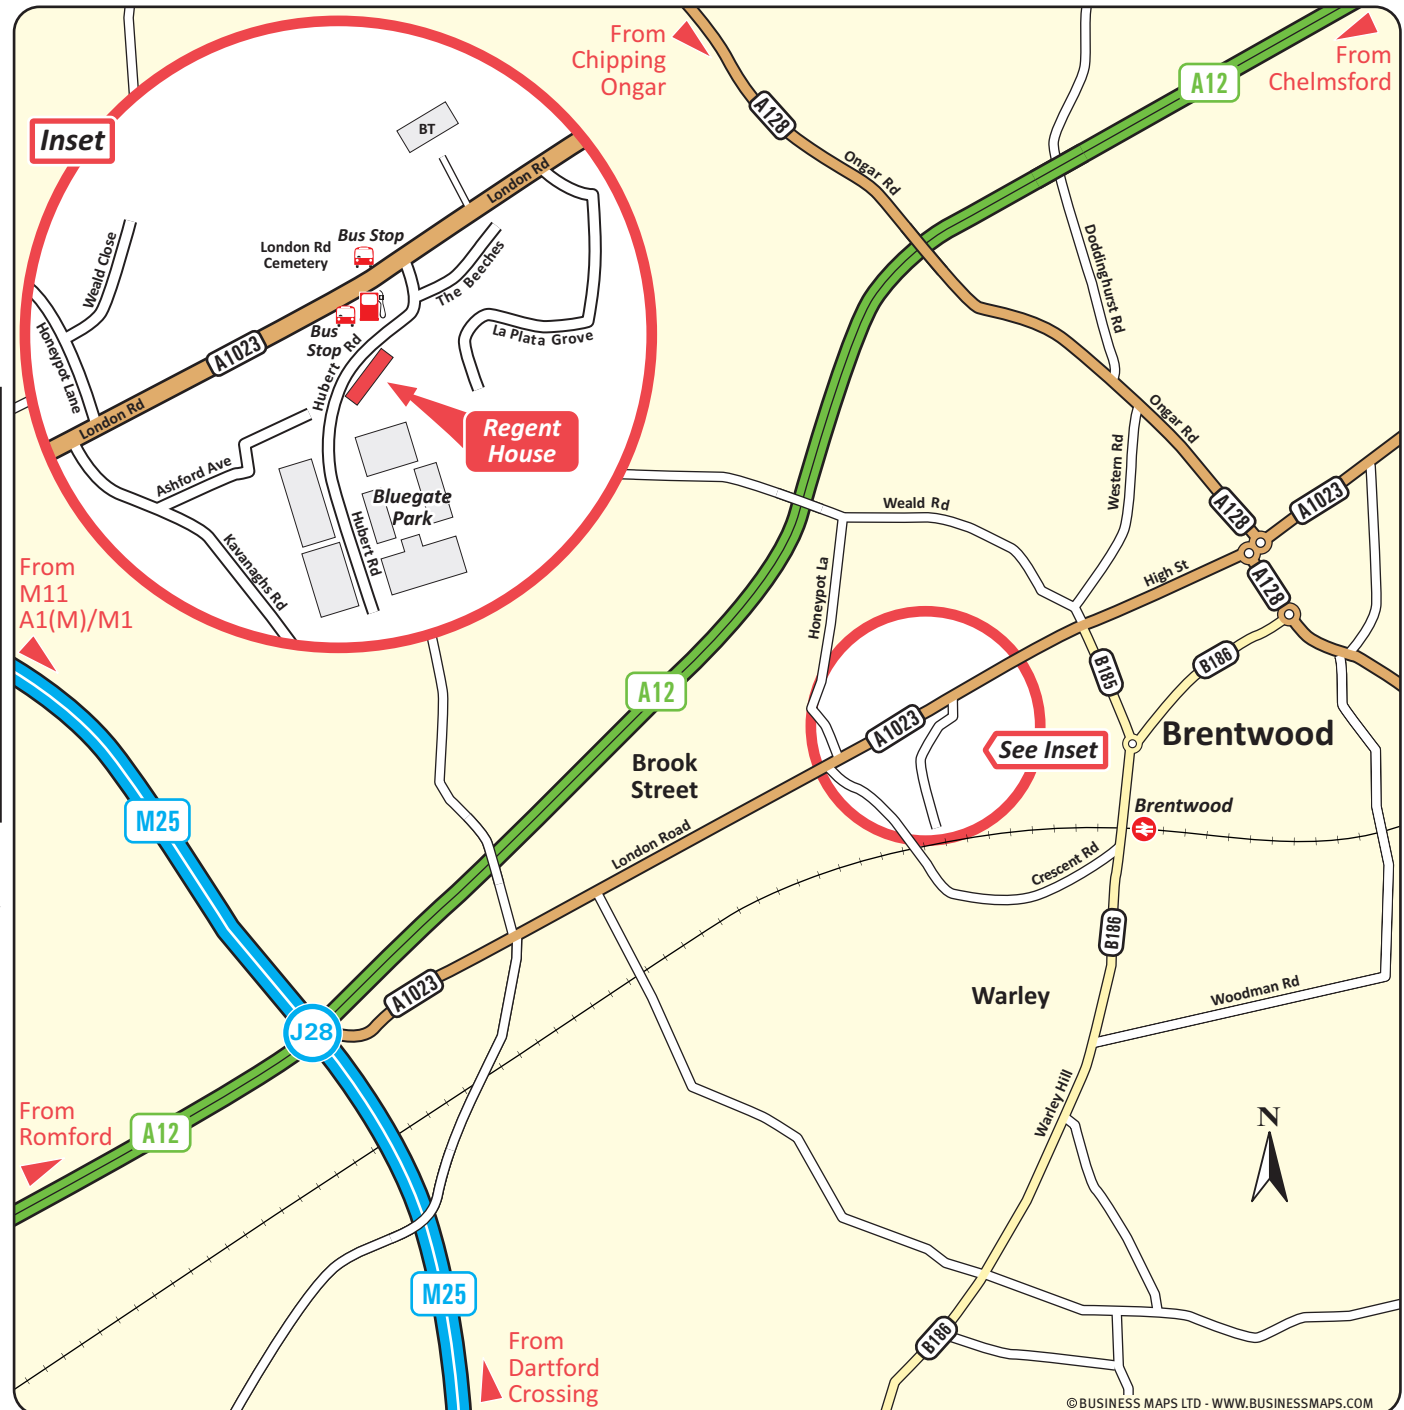 From
Chipping
Ongar
From
Chelmsford
A12
A128
Ongar Rd
Doddinghurst Rd
Inset
BT
London Rd
Bus Stop
London Rd
Cemetery
The Beeches
Weald Close
Bus
Stop
Hubert Rd
La Plata Grove
Honeypot Lane
A1023
London Rd
Regent
House
Ashford Ave
Bluegate
Park
Hubert Rd
Kavanaghs Rd
Ongar Rd
Western Rd
A128
A1023
Weald Rd
Honeypot La
High St
A128
From
M11
A1(M)/M1
B185
B186
A12
A1023
Brentwood
See Inset
Brook
Street
M25
Brentwood
London Road
Crescent Rd
B186
A1023
Warley
Woodman Rd
J28
From
Romford
A12
Warley Hill
N
M25
B186
From
Dartford
Crossing
©BUSINESS MAPS LTD - WWW.BUSINESSMAPS.COM